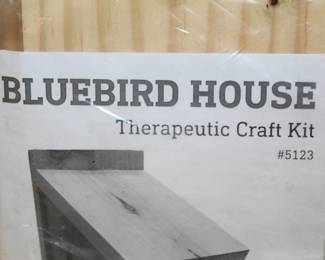 BLUEBIRD HOUSE
Therapeutic Craft Kit
#5123